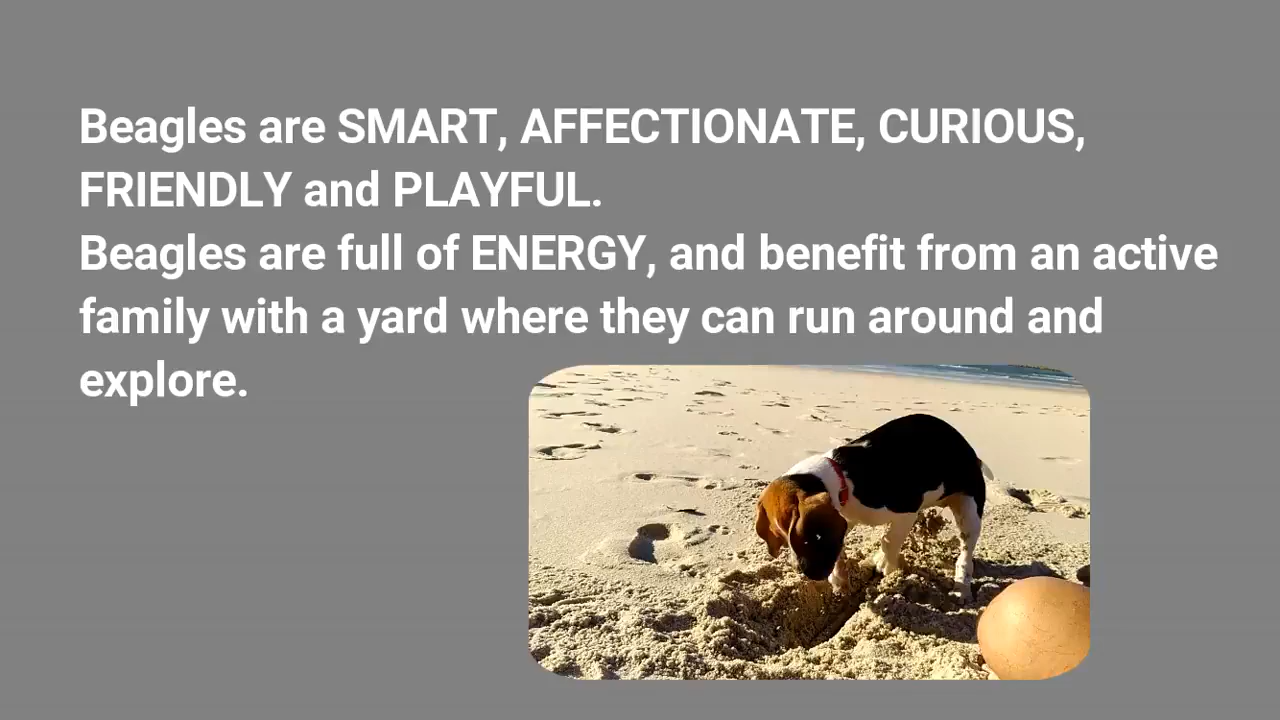 Beagles are SMART, AFFECTIONATE, CURIOUS,
FRIENDLY and PLAYFUL.
Beagles are full of ENERGY, and benefit from an active
family with a yard where they can run around and
explore.